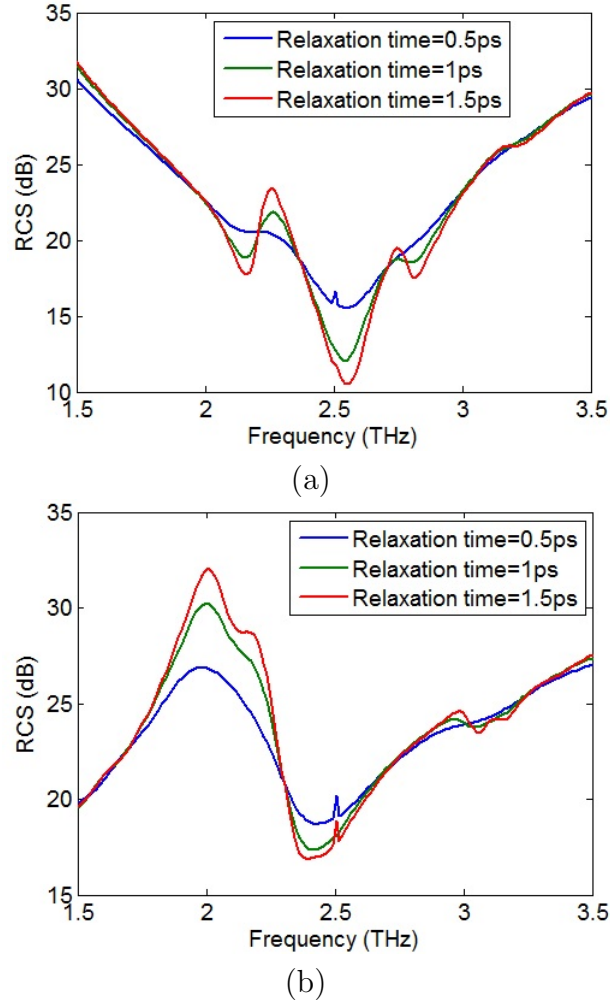 35
30
25
20
15
10
RCS (dB)
Relaxation time=0.5ps
Relaxation time=1ps
Relaxation time=1.5ps
1.5 2 2.5 3 3.5
Frequency (THz)
(a)
35
30
25
20
15
RCS (dB)
Relaxation time=0.5ps
Relaxation time=1ps
Relaxation time=1.5ps
1.5 2 2.5 3 3.5
Frequency (THz)
(b)